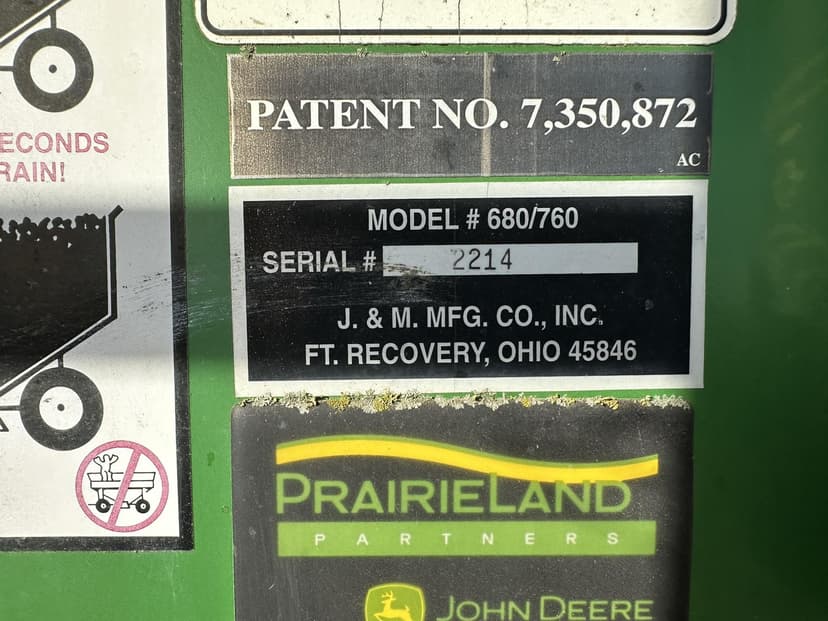 ECONDS
RAIN!
PATENT NO. 7,350,872
AC
MODEL # 680/760
SERIAL # 2214
J. & M. MFG. CO., INC.
FT. RECOVERY, OHIO 45846
PRAIRIELAND
PARTNERS
JOHN DEERE